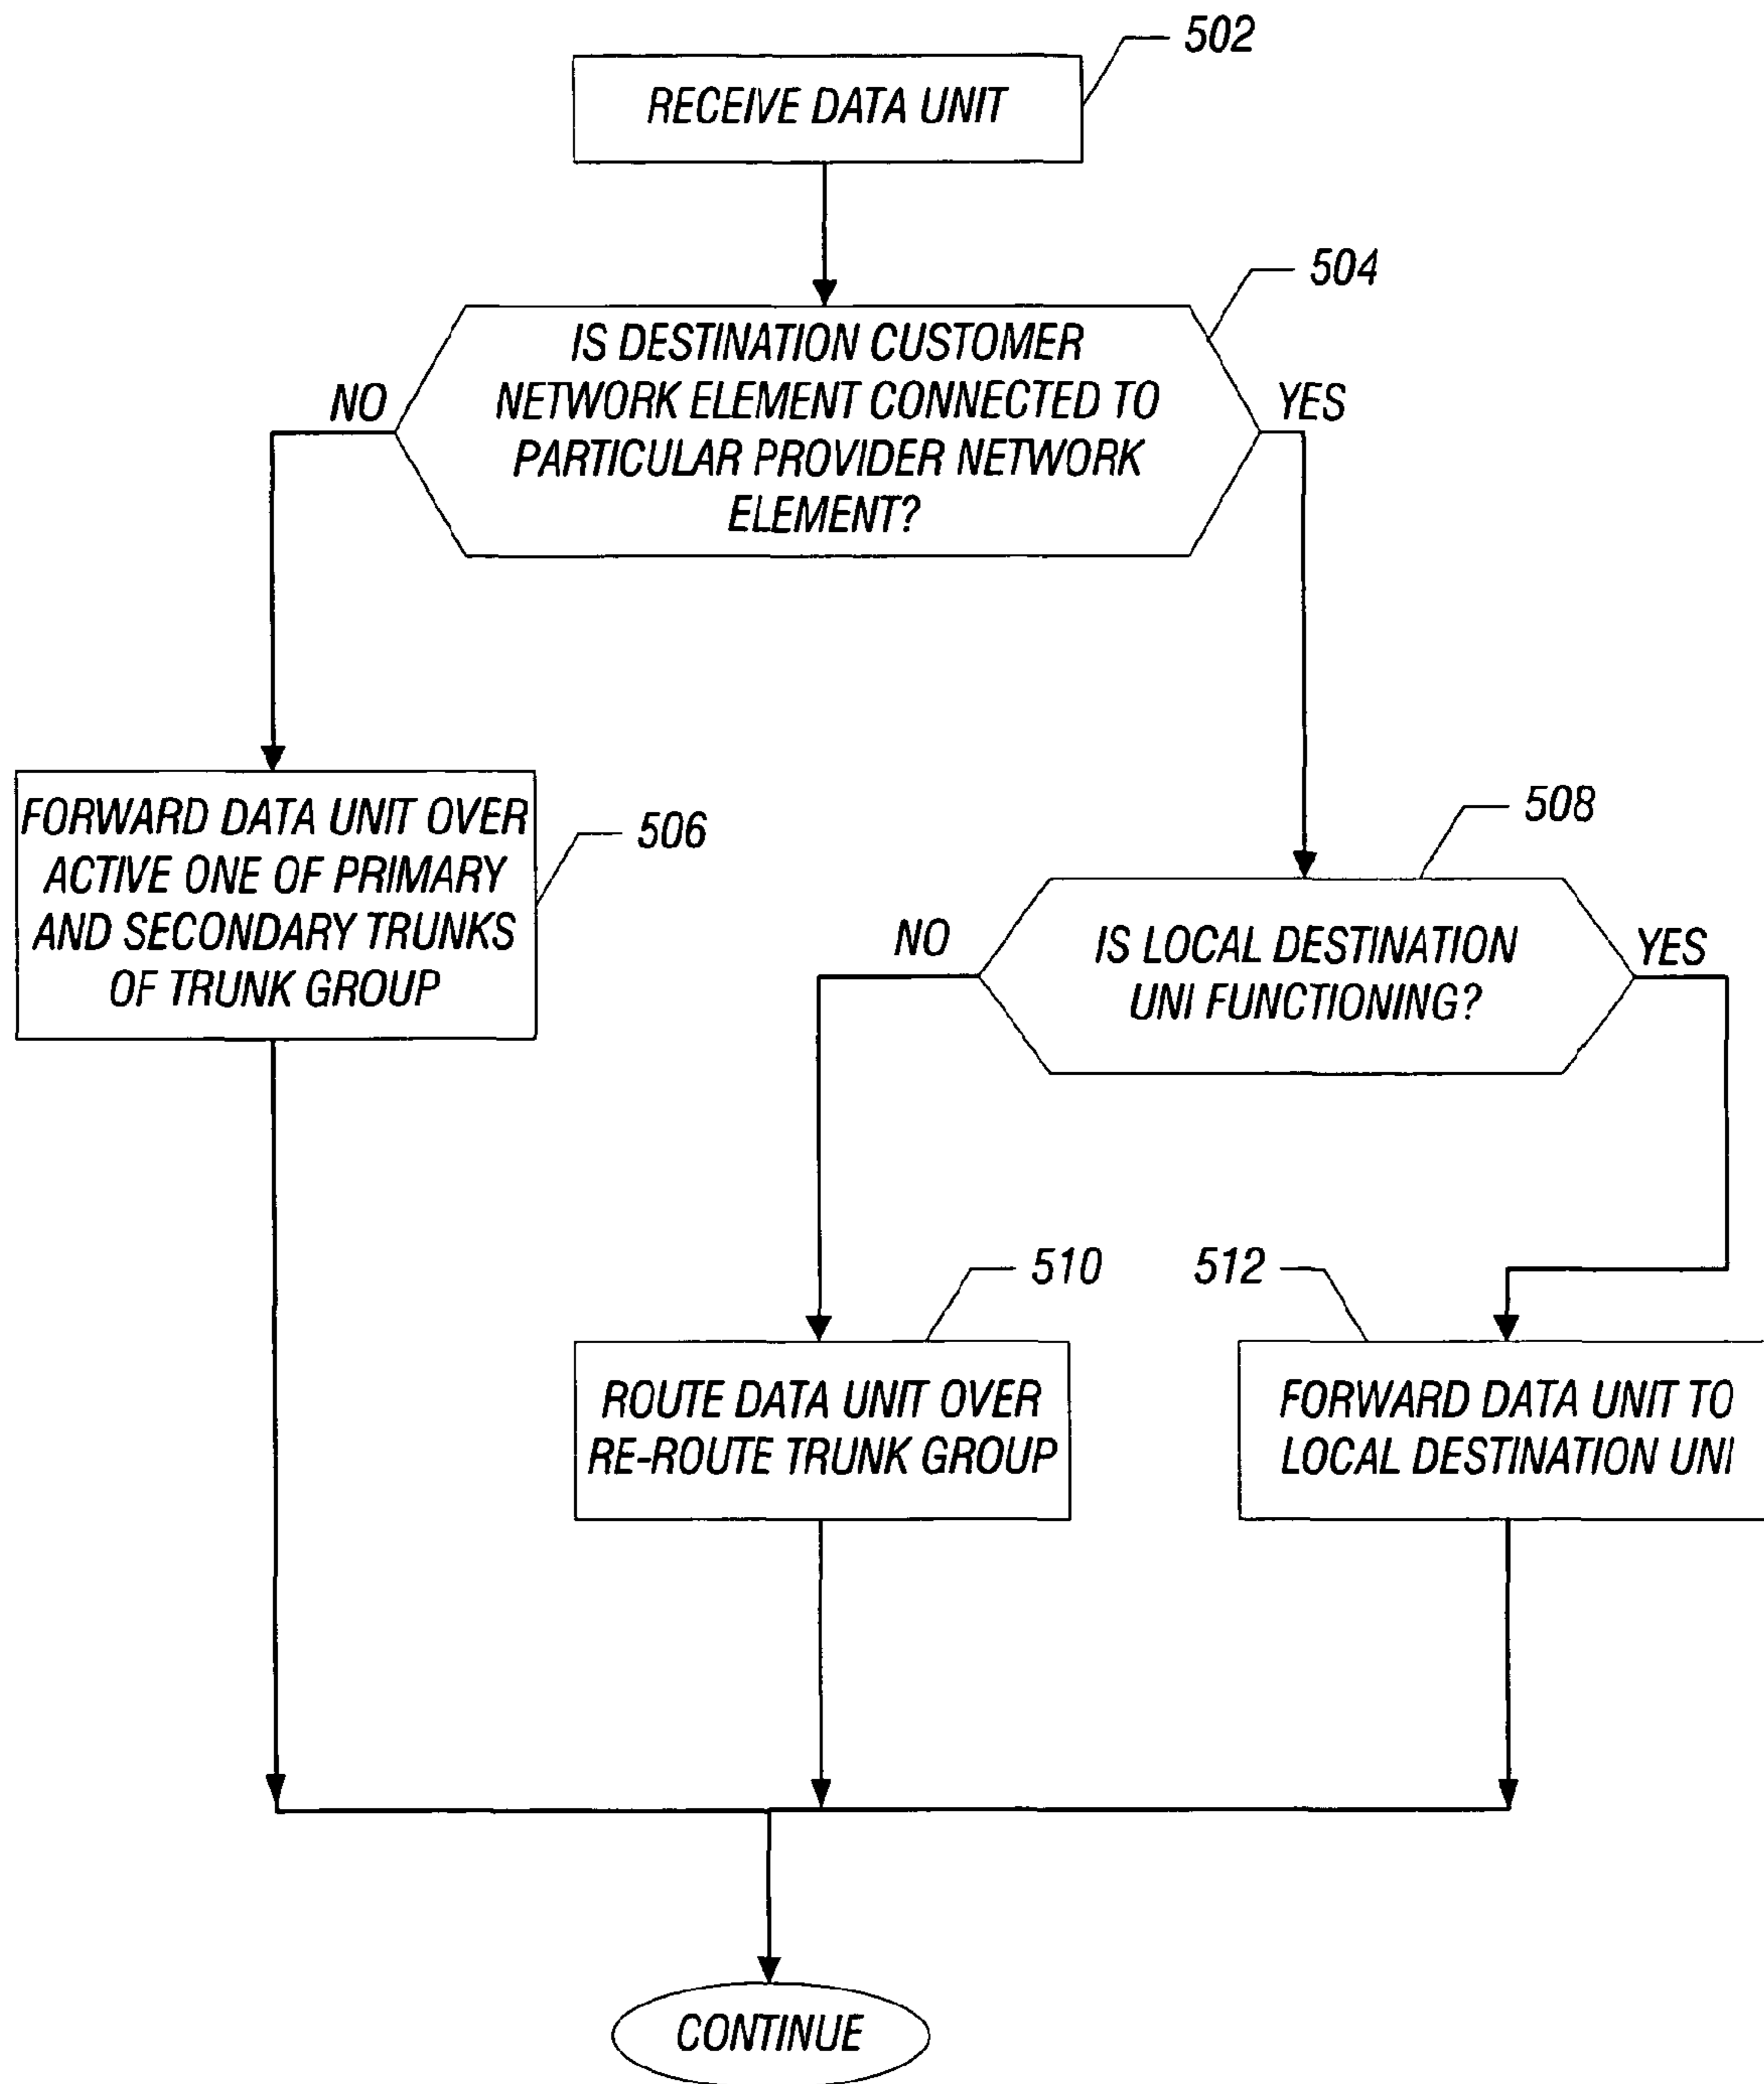 502
RECEIVE DATA UNIT
504
IS DESTINATION CUSTOMER
NETWORK ELEMENT CONNECTED TO
PARTICULAR PROVIDER NETWORK
ELEMENT?
NO
YES
FORWARD DATA UNIT OVER
ACTIVE ONE OF PRIMARY
AND SECONDARY TRUNKS
OF TRUNK GROUP
506
508
IS LOCAL DESTINATION
UNI FUNCTIONING?
NO
YES
510
512
ROUTE DATA UNIT OVER
RE-ROUTE TRUNK GROUP
FORWARD DATA UNIT TO
LOCAL DESTINATION UNI
CONTINUE